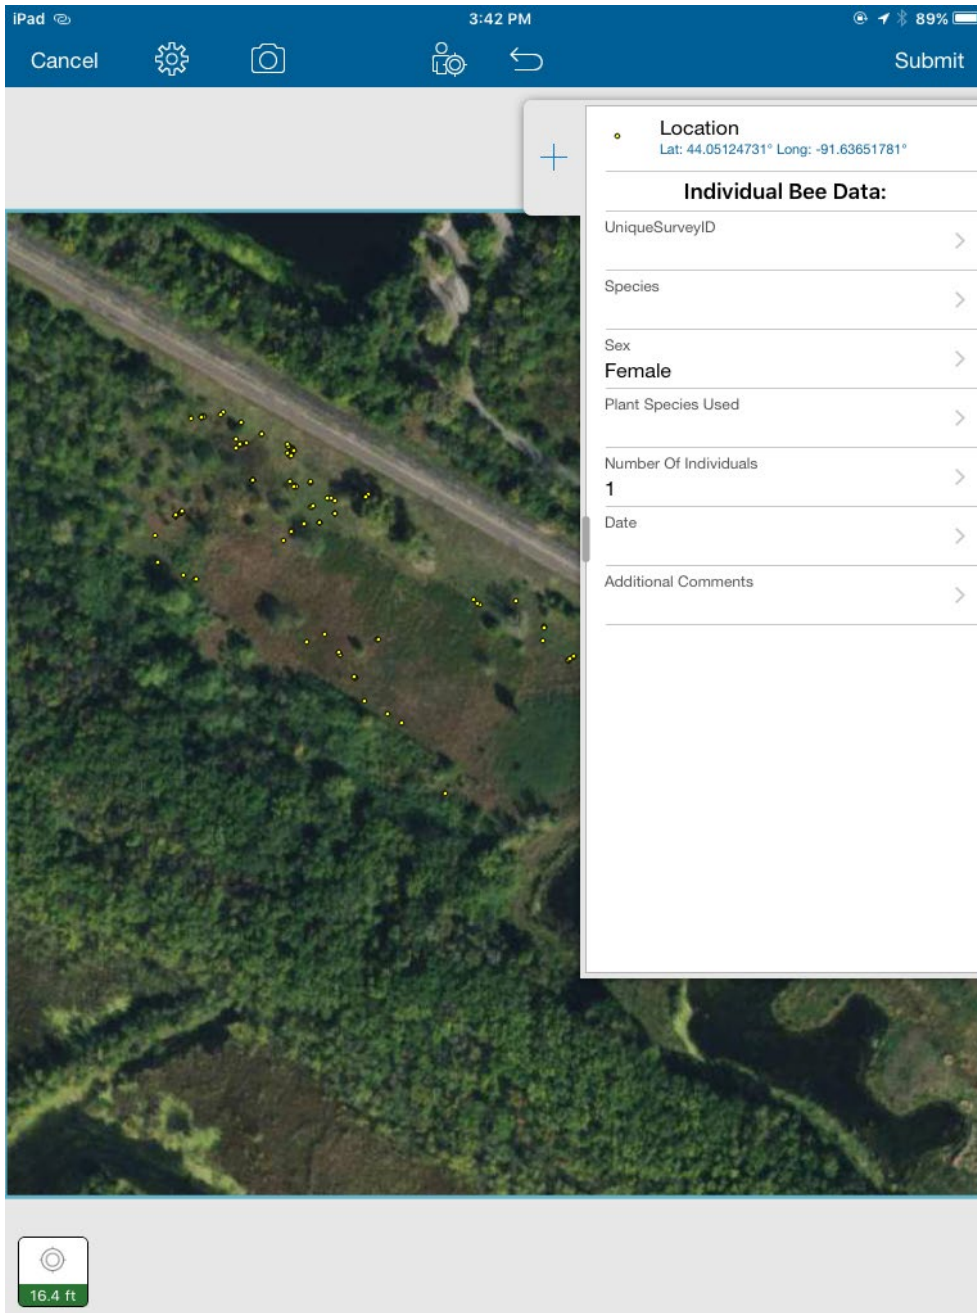 iPad 3:42 PM 89%
Cancel Submit
Location
Lat: 44.05124731° Long: -91.63651781°
Individual Bee Data:
UniqueSurveyID
Species
Sex
Female
Plant Species Used
Number Of Individuals
1
Date
Additional Comments
16.4 ft